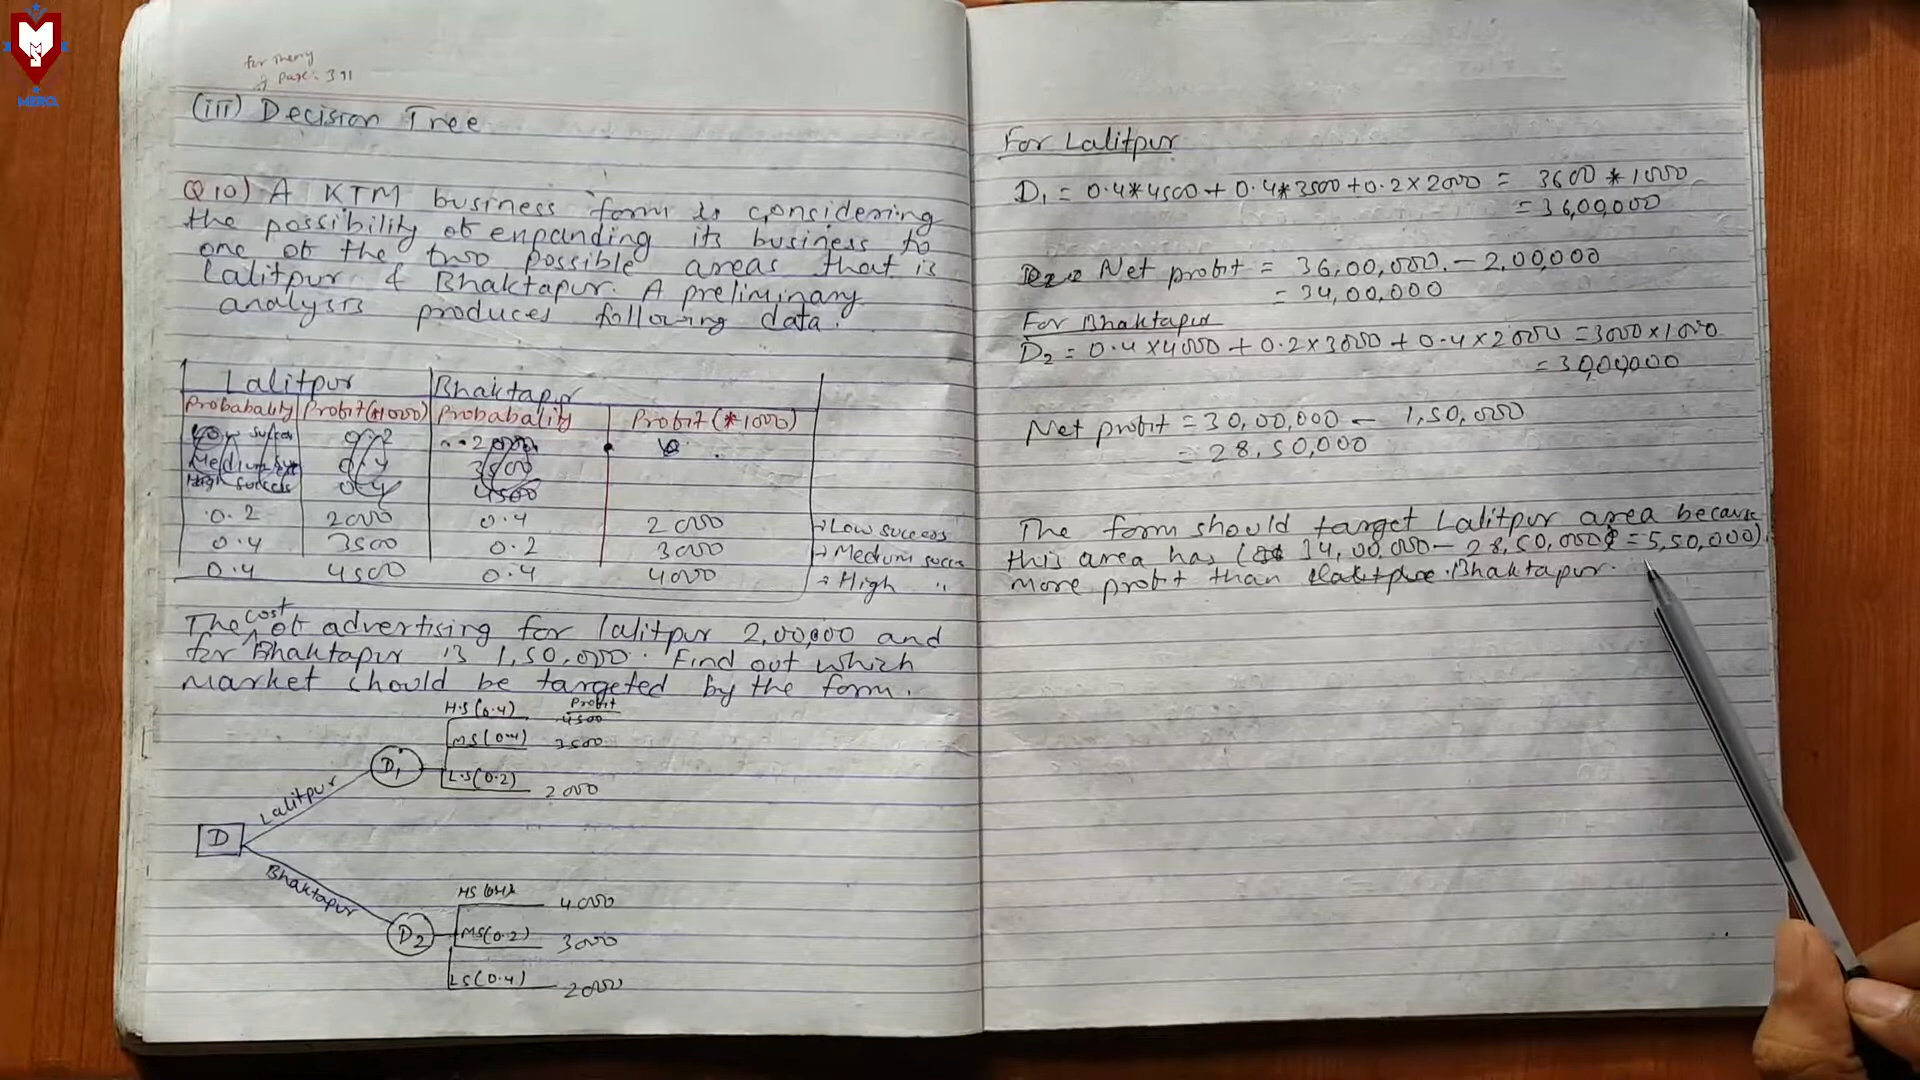 MS
MERO
for theory
page: 391
(iii) Decision Tree
Q 10) A KTM business form is considering
the possibility of enpanding its business to
one of the two possible areas that is
Lalitpur & Bhaktapur. A preliminary
analysis produces following data.
Lalitpur Bhaktapur
Probabality Profit(*1000) Probabality Profit(*1000)
0.2 2000 0.4 2000 → Low success
0.4 3500 0.2 3000 → Medium succe
0.4 4500 0.4 4000 → High "
The cost of advertising for lalitpur 2,00,000 and
for Bhaktapur is 1,50,000. Find out which
market should be targeted by the form.
H.S(0.4) Profit 4500
MS(0.4) 3500
D1
L.S(0.2) 2000
Lalitpur
D
Bhaktapur
HS 4000
D2 MS(0.2) 3000
LS(0.4) 2000
For Lalitpur
D1 = 0.4*4500 + 0.4*3500 + 0.2×2000 = 3600 * 1000
= 36,00,000
Net profit = 36,00,000 - 2,00,000
= 34,00,000
For Bhaktapur
D2 = 0.4×4000 + 0.2×3000 + 0.4×2000 = 3000×1000
= 30,00,000
Net profit = 30,00,000 - 1,50,000
= 28,50,000
The form should target Lalitpur area because
this area has ( 34,00,000 - 28,50,000 = 5,50,000)
more profit than Bhaktapur.